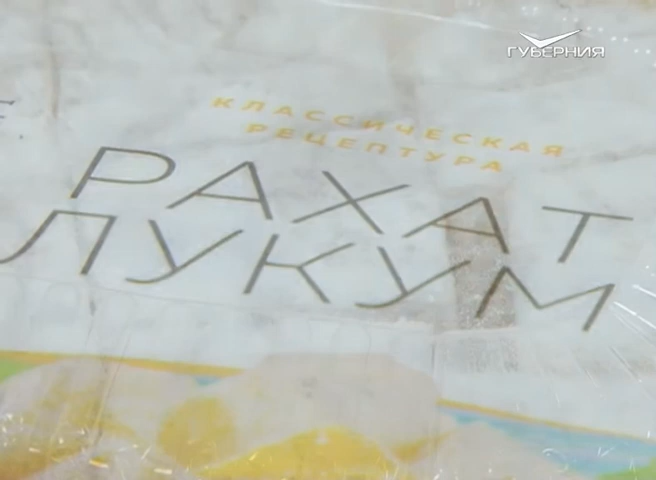 ГУБЕРНИЯ
КЛАССИЧЕСКАЯ
РЕЦЕПТУРА
РАХАТ
ЛУКУМ